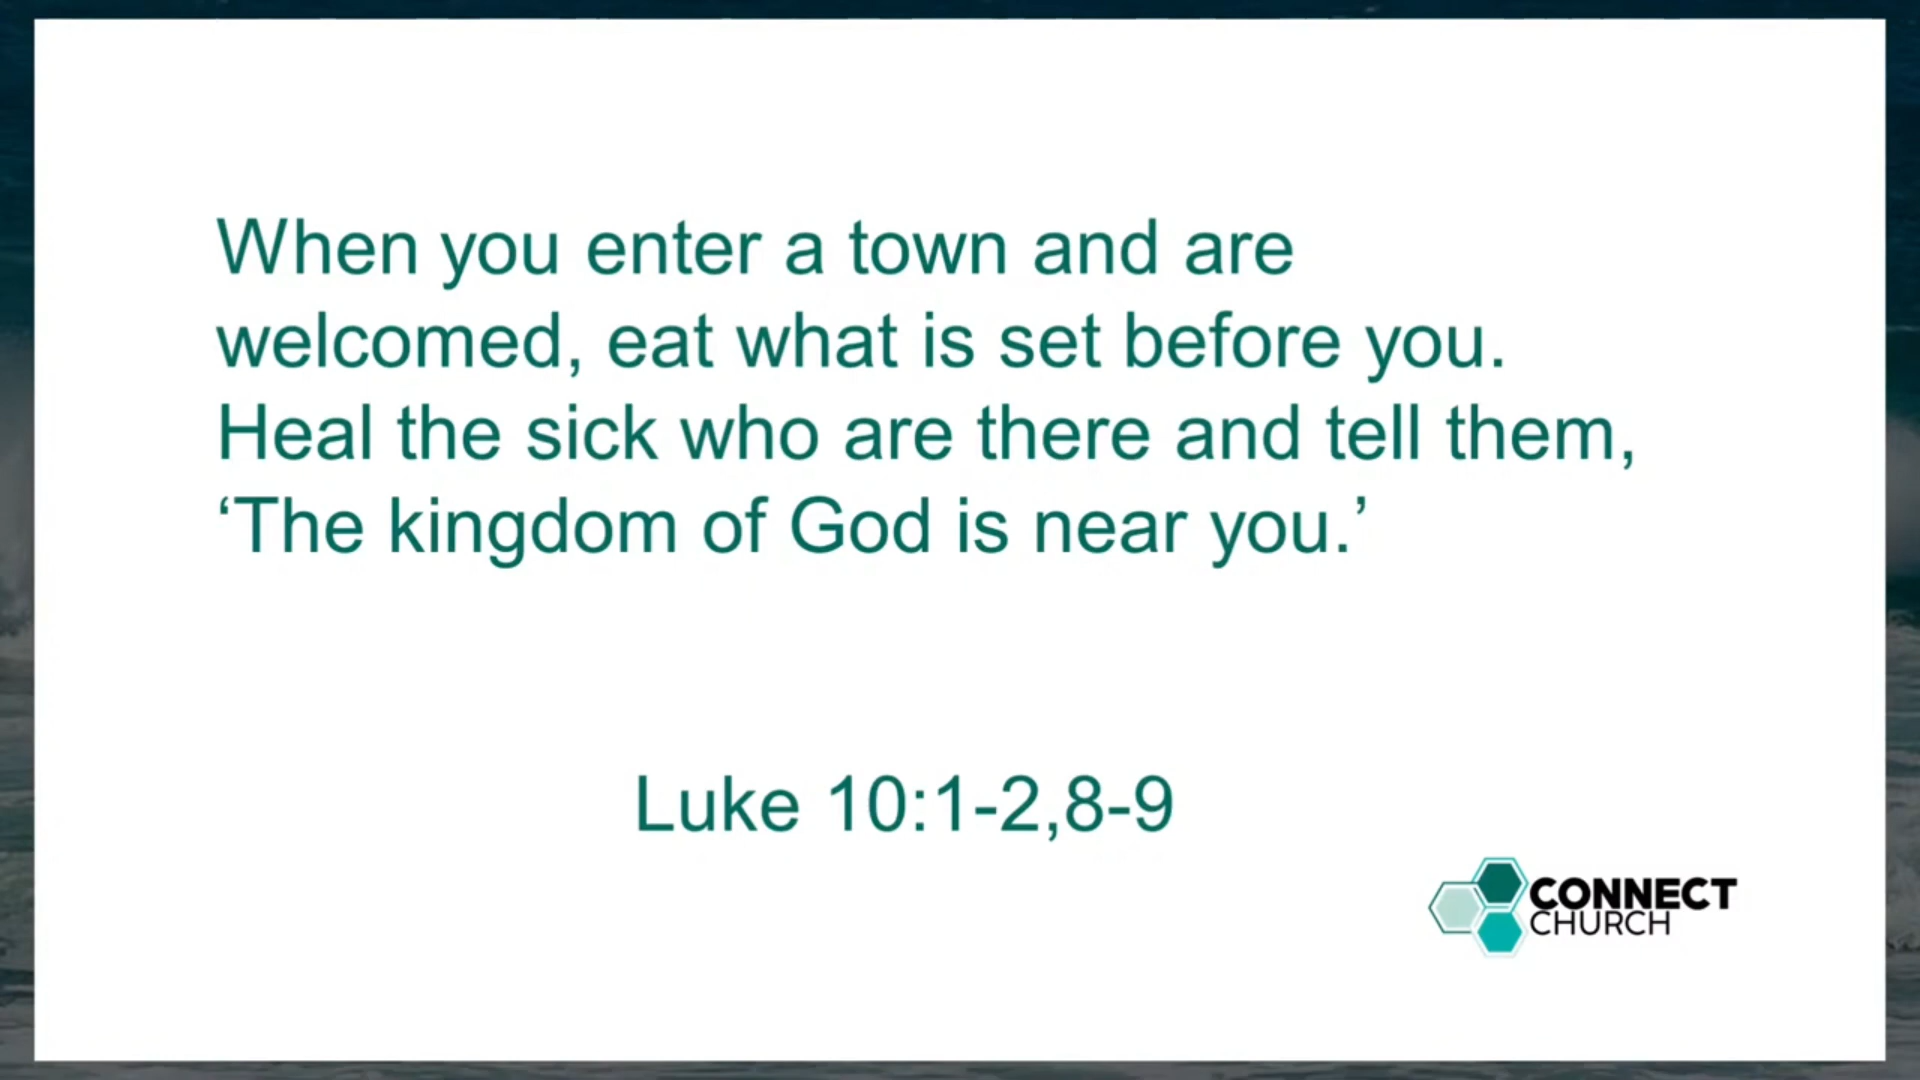 When you enter a town and are
welcomed, eat what is set before you.
Heal the sick who are there and tell them,
‘The kingdom of God is near you.’
Luke 10:1-2,8-9
CONNECT
CHURCH